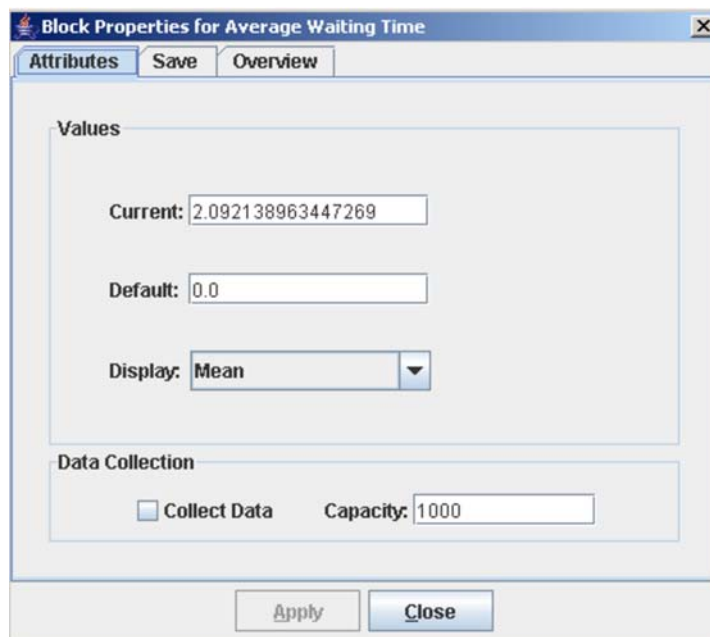 Block Properties for Average Waiting Time
Attributes Save Overview
Values
Current: 2.092138963447269
Default: 0.0
Display: Mean
Data Collection
Collect Data Capacity: 1000
Apply Close